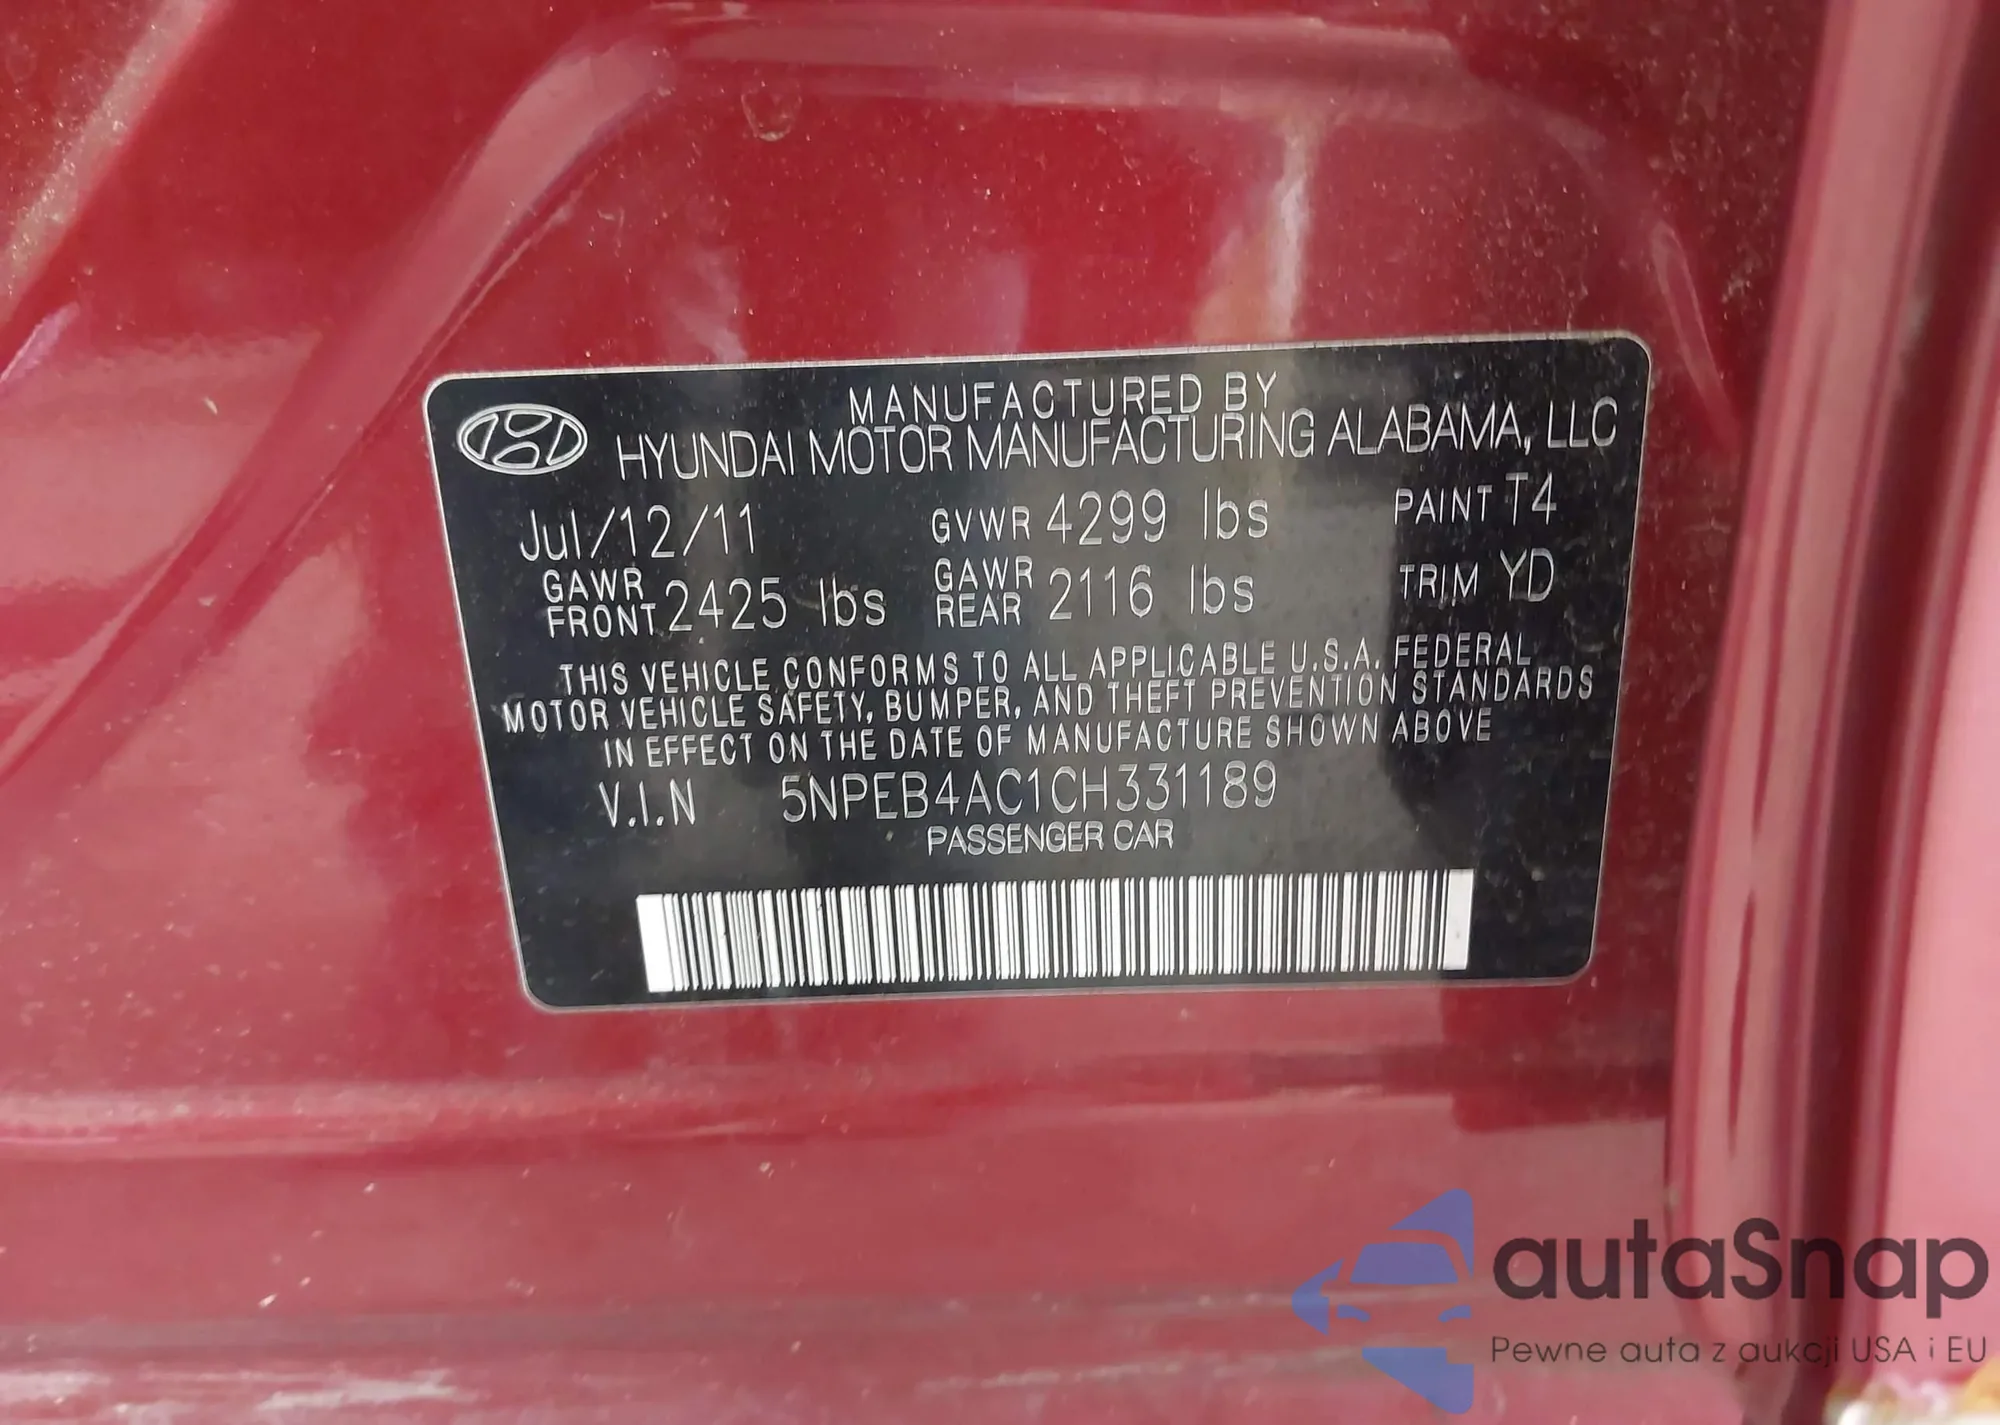 MANUFACTURED BY
HYUNDAI MOTOR MANUFACTURING ALABAMA, LLC
Jul/12/11 GVWR 4299 lbs PAINT T4
GAWR FRONT 2425 lbs GAWR REAR 2116 lbs TRIM YD
THIS VEHICLE CONFORMS TO ALL APPLICABLE U.S.A. FEDERAL
MOTOR VEHICLE SAFETY, BUMPER, AND THEFT PREVENTION STANDARDS
IN EFFECT ON THE DATE OF MANUFACTURE SHOWN ABOVE
V.I.N 5NPEB4AC1CH331189
PASSENGER CAR
autaSnap
Pewne auta z aukcji USA i EU